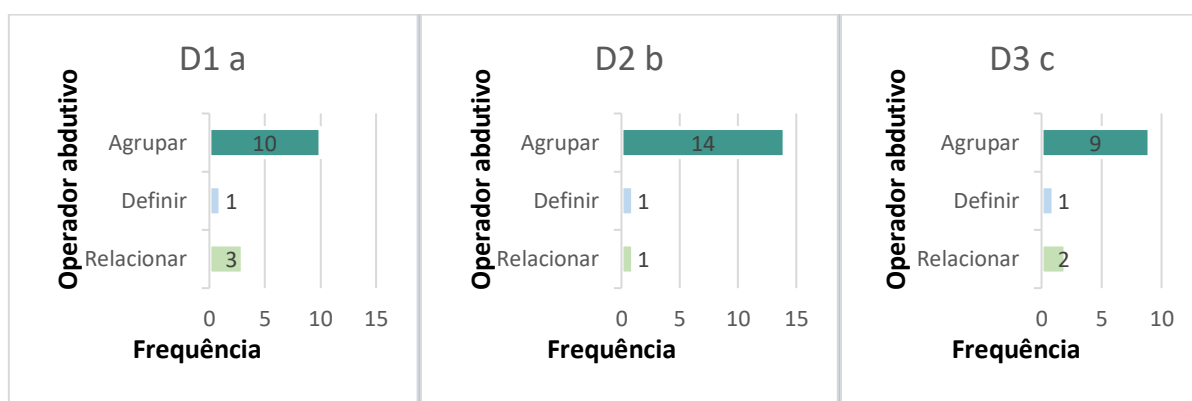 D1 a
Operador abdutivo
Agrupar
10
Definir
1
Relacionar
3
0 5 10 15
Frequência
D2 b
Operador abdutivo
Agrupar
14
Definir
1
Relacionar
1
0 5 10 15
Frequência
D3 c
Operador abdutivo
Agrupar
9
Definir
1
Relacionar
2
0 5 10
Frequência